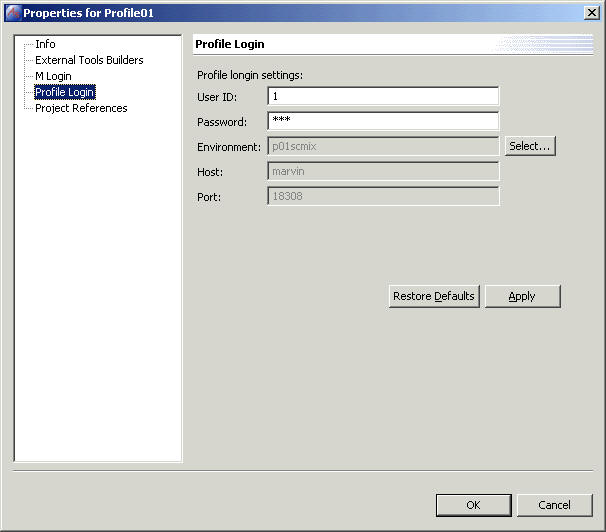 Properties for Profile01
Info
External Tools Builders
M Login
Profile Login
Project References
Profile Login
Profile longin settings:
User ID: 1
Password: ***
Environment: p01scmix Select...
Host: marvin
Port: 18308
Restore Defaults Apply
OK Cancel